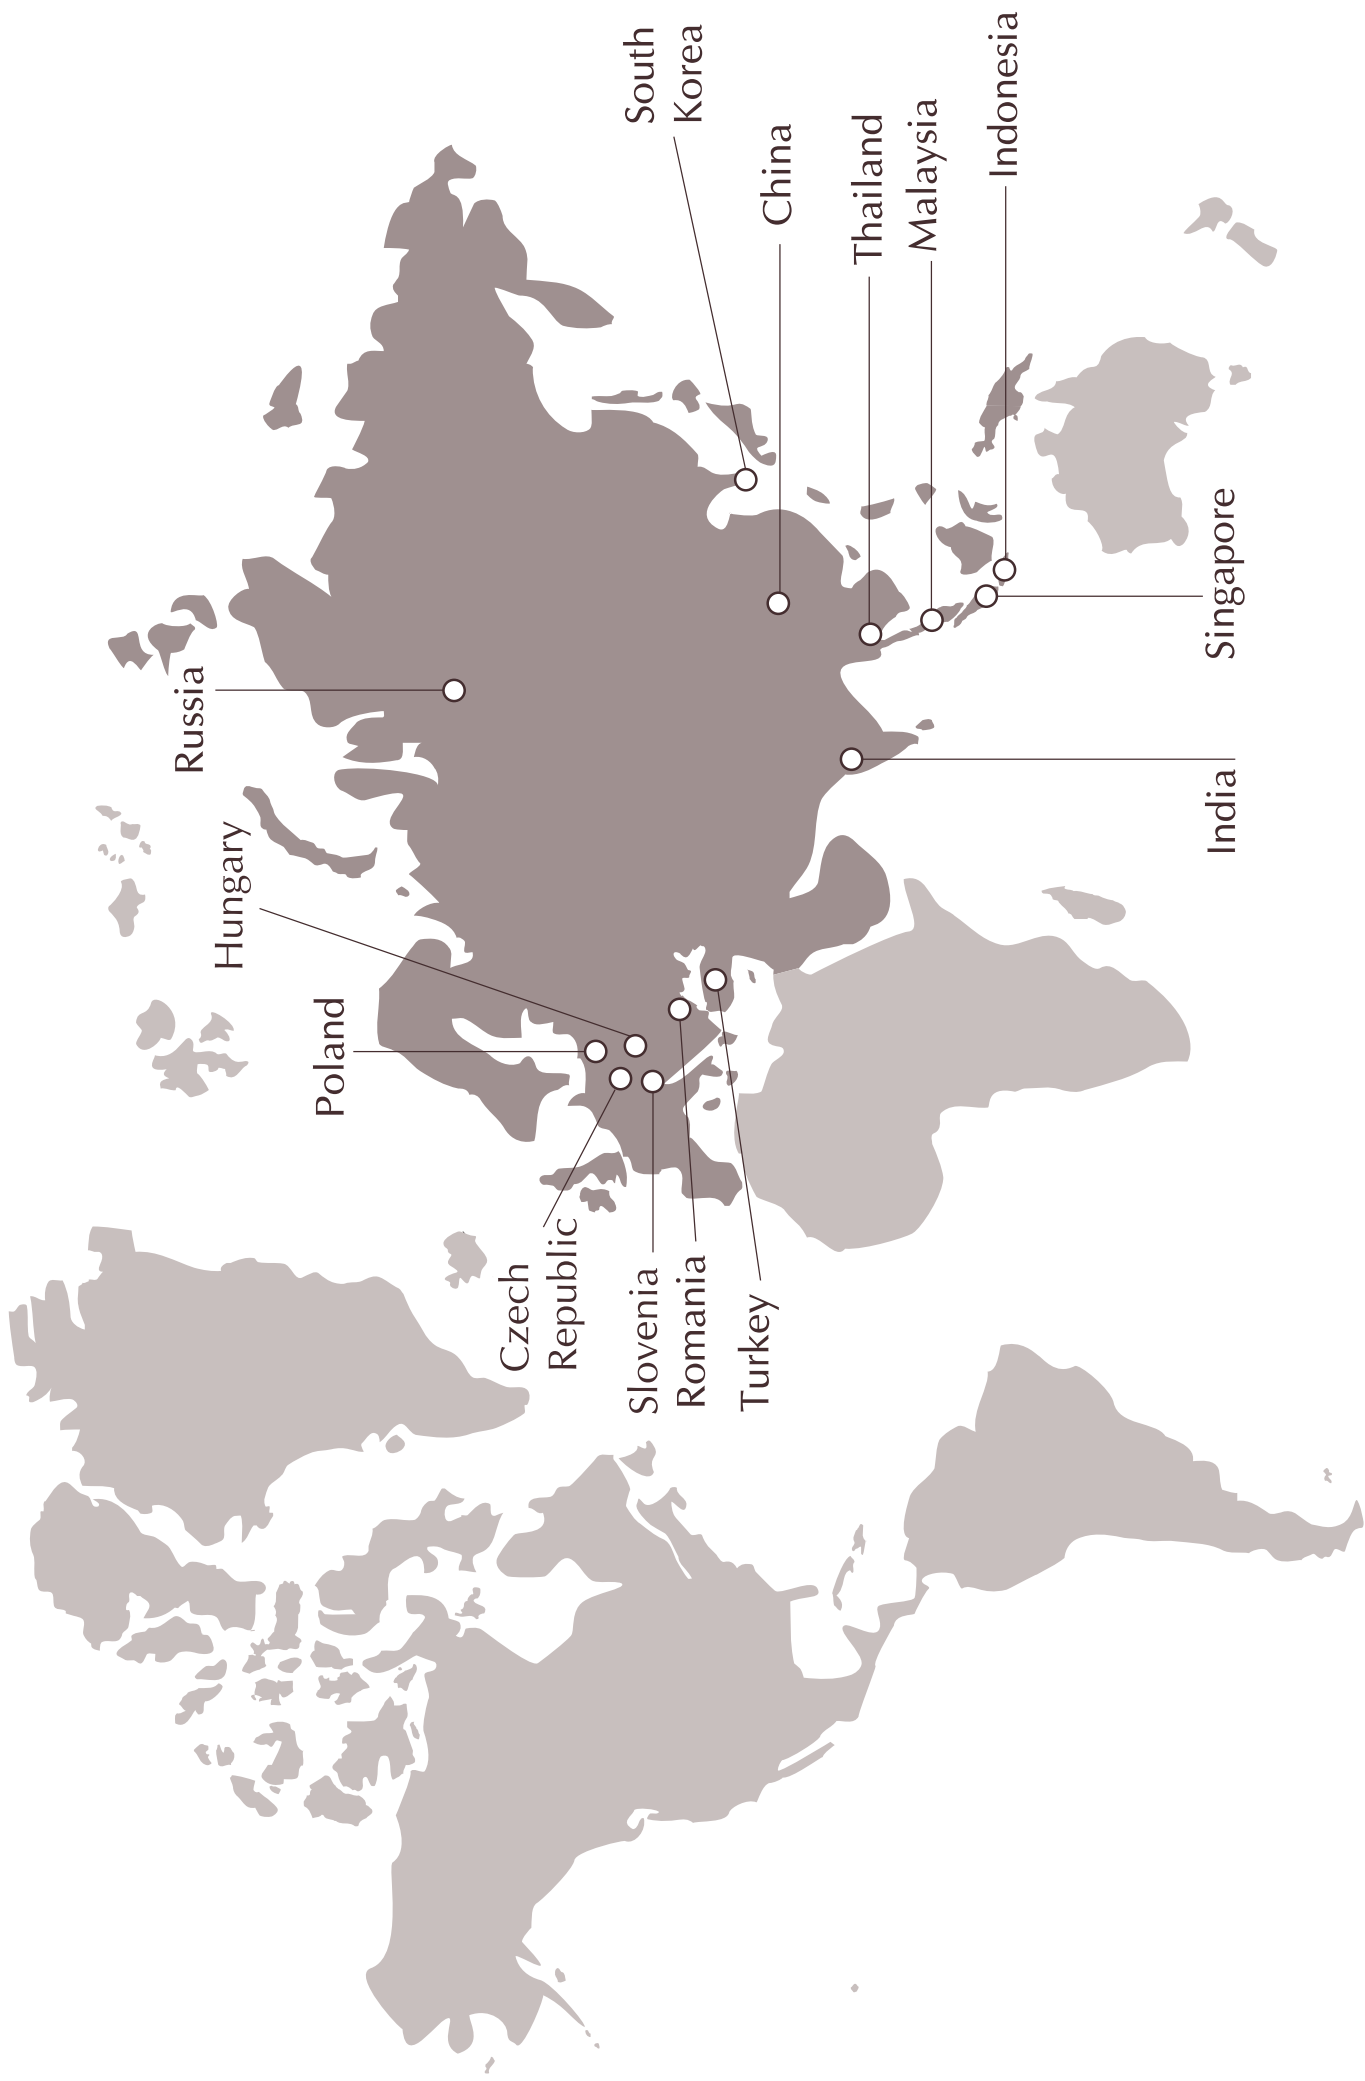 Hungary
Russia
Poland
Czech
Republic
Slovenia
Romania
Turkey
South
Korea
China
Thailand
Malaysia
Indonesia
Singapore
India